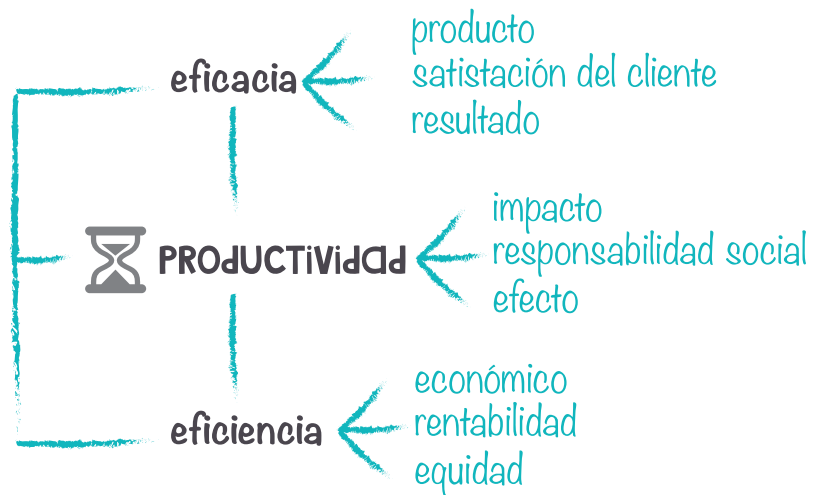 eficacia
producto
satistación del cliente
resultado
PRODUCTIVIDAD
impacto
responsabilidad social
efecto
eficiencia
económico
rentabilidad
equidad